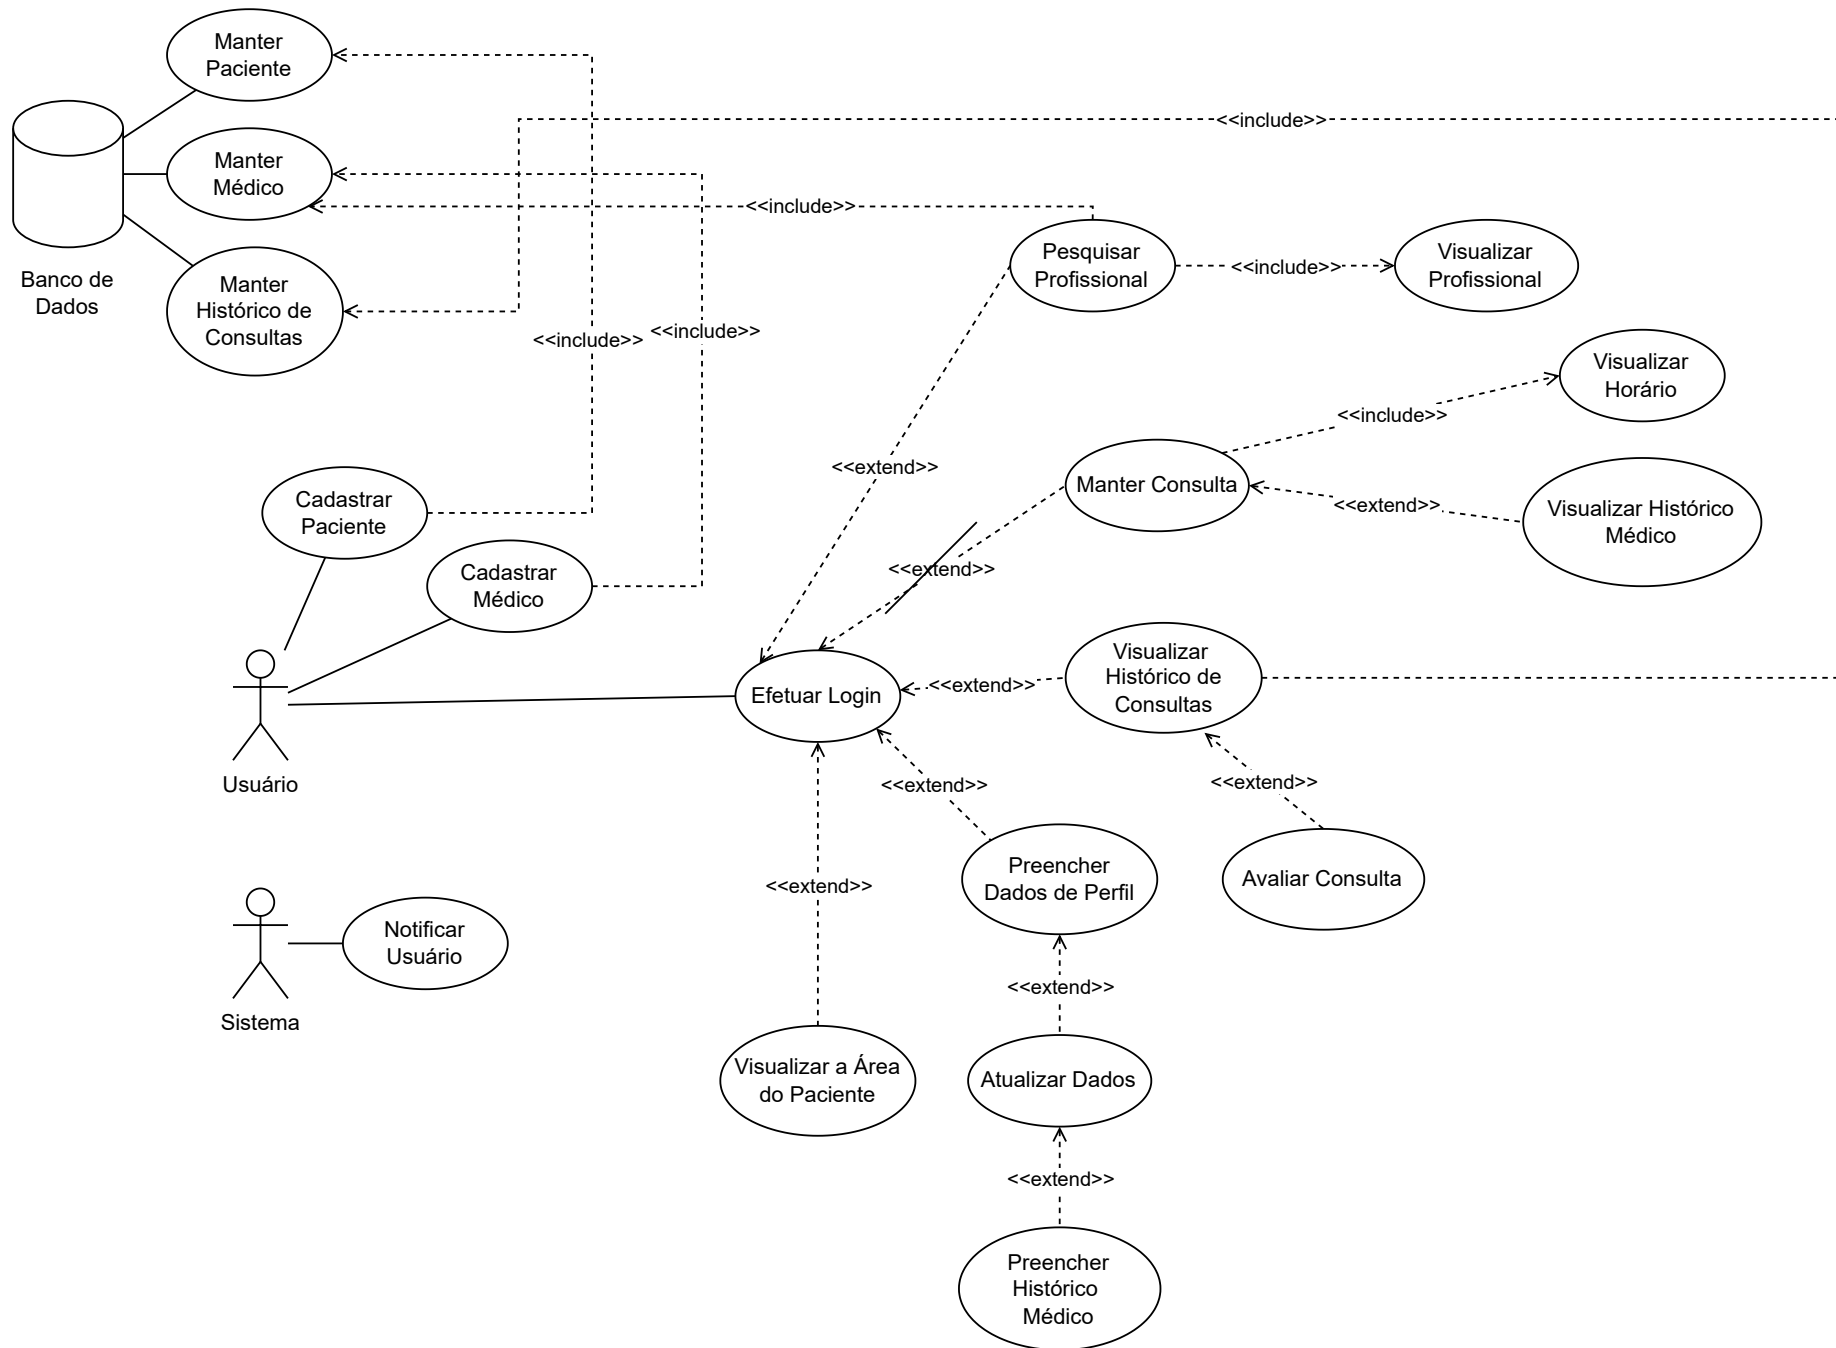 Manter
Paciente
<<include>>
Manter
Médico
<<include>>
Pesquisar
Profissional
<<include>>
Visualizar
Profissional
Banco de
Dados
Manter
Histórico de
Consultas
<<include>>
<<include>>
Visualizar
Horário
<<include>>
<<extend>>
Manter Consulta
<<extend>>
Visualizar Histórico
Médico
Cadastrar
Paciente
Cadastrar
Médico
<<extend>>
Visualizar
Histórico de
Consultas
<<extend>>
Efetuar Login
Usuário
<<extend>>
<<extend>>
<<extend>>
Preencher
Dados de Perfil
Avaliar Consulta
Notificar
Usuário
Sistema
<<extend>>
Visualizar a Área
do Paciente
Atualizar Dados
<<extend>>
Preencher
Histórico
Médico